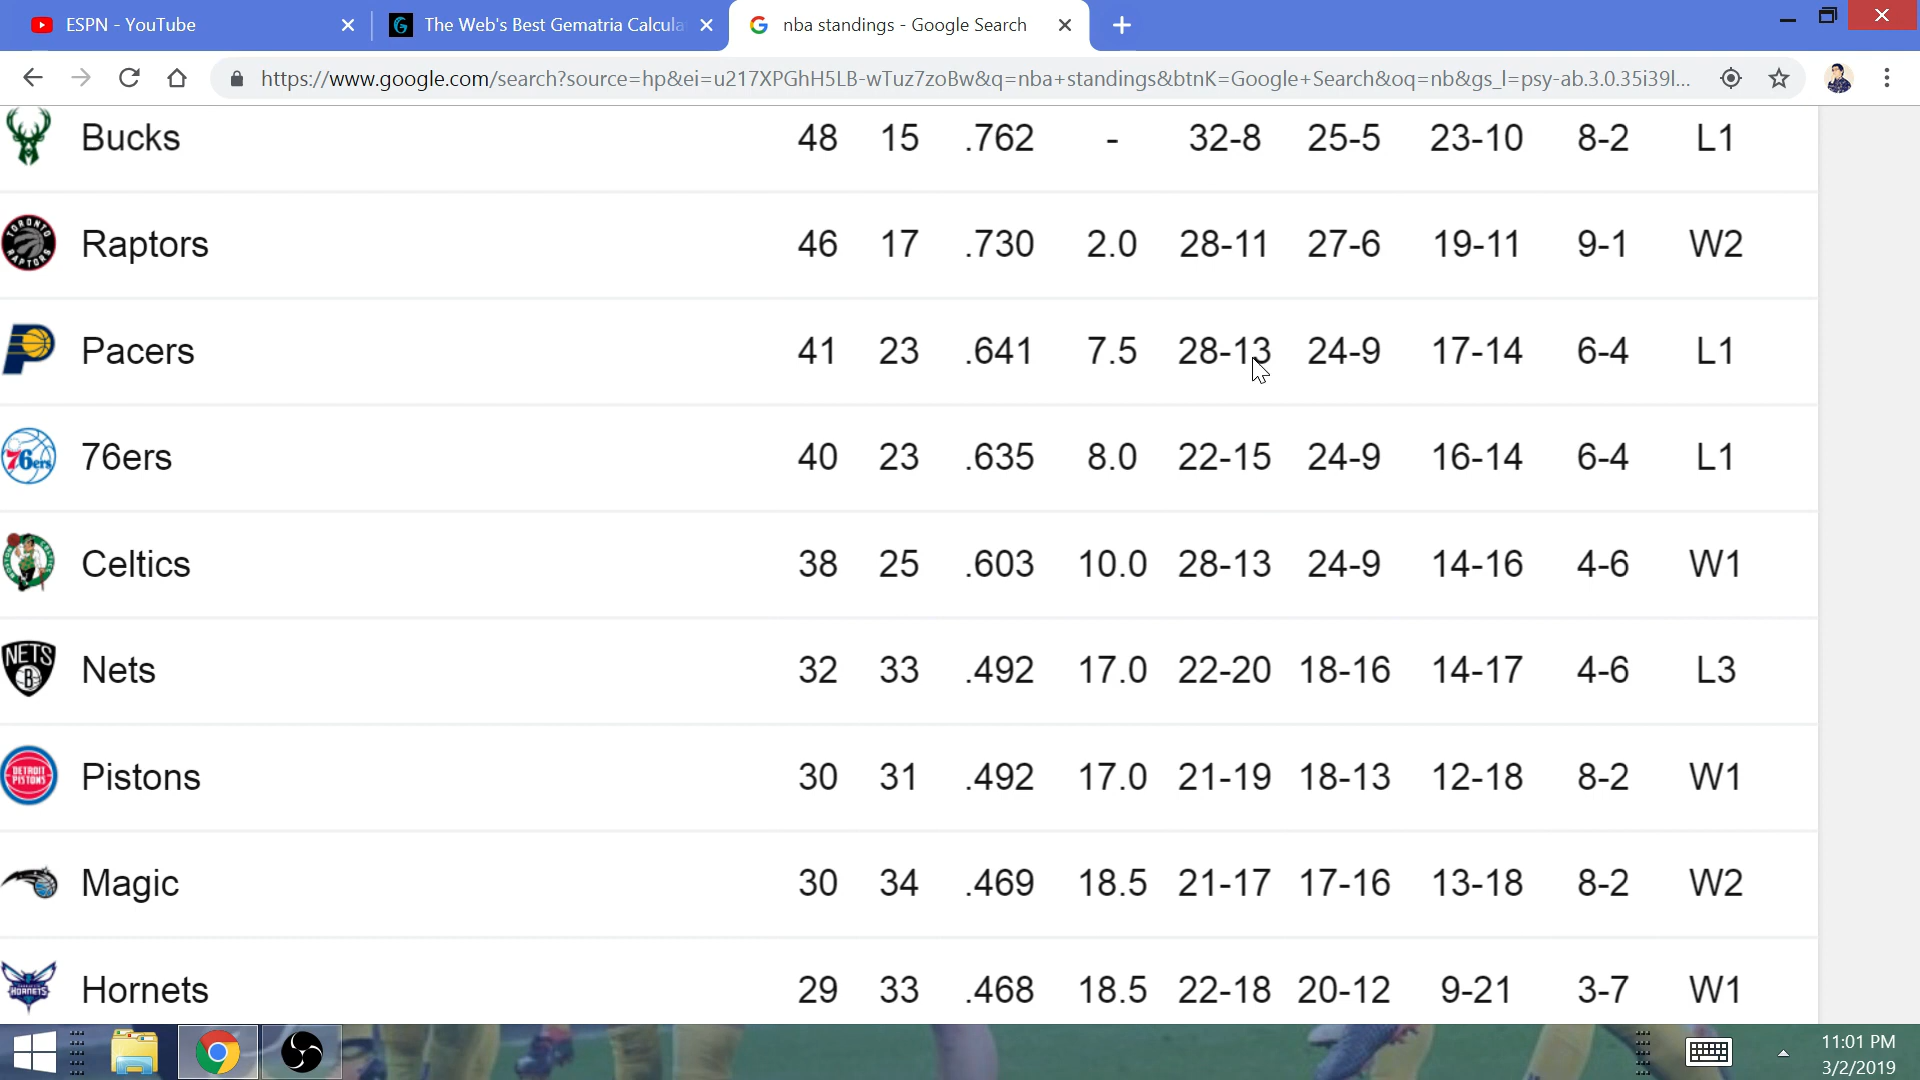 ESPN - YouTube
The Web's Best Gematria Calcula
nba standings - Google Search
https://www.google.com/search?source=hp&ei=u217XPGhH5LB-wTuz7zoBw&q=nba+standings&btnK=Google+Search&oq=nb&gs_l=psy-ab.3.0.35i39l...
Bucks 48 15 .762 - 32-8 25-5 23-10 8-2 L1
TORONTO RAPTORS Raptors 46 17 .730 2.0 28-11 27-6 19-11 9-1 W2
Pacers 41 23 .641 7.5 28-13 24-9 17-14 6-4 L1
76ers 76ers 40 23 .635 8.0 22-15 24-9 16-14 6-4 L1
BOSTON CELTICS Celtics 38 25 .603 10.0 28-13 24-9 14-16 4-6 W1
NETS B Nets 32 33 .492 17.0 22-20 18-16 14-17 4-6 L3
DETROIT PISTONS Pistons 30 31 .492 17.0 21-19 18-13 12-18 8-2 W1
Magic 30 34 .469 18.5 21-17 17-16 13-18 8-2 W2
HORNETS Hornets 29 33 .468 18.5 22-18 20-12 9-21 3-7 W1
11:01 PM
3/2/2019